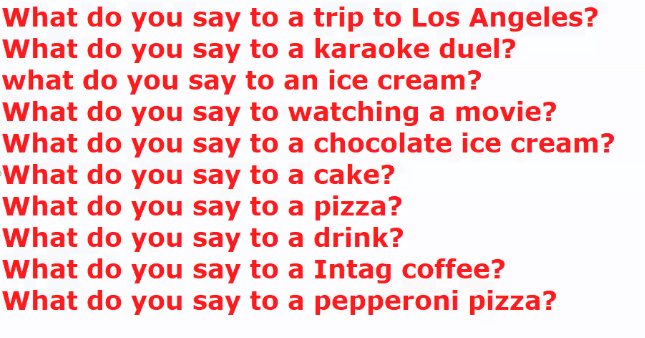 What do you say to a trip to Los Angeles?
What do you say to a karaoke duel?
what do you say to an ice cream?
What do you say to watching a movie?
What do you say to a chocolate ice cream?
What do you say to a cake?
What do you say to a pizza?
What do you say to a drink?
What do you say to a Intag coffee?
What do you say to a pepperoni pizza?